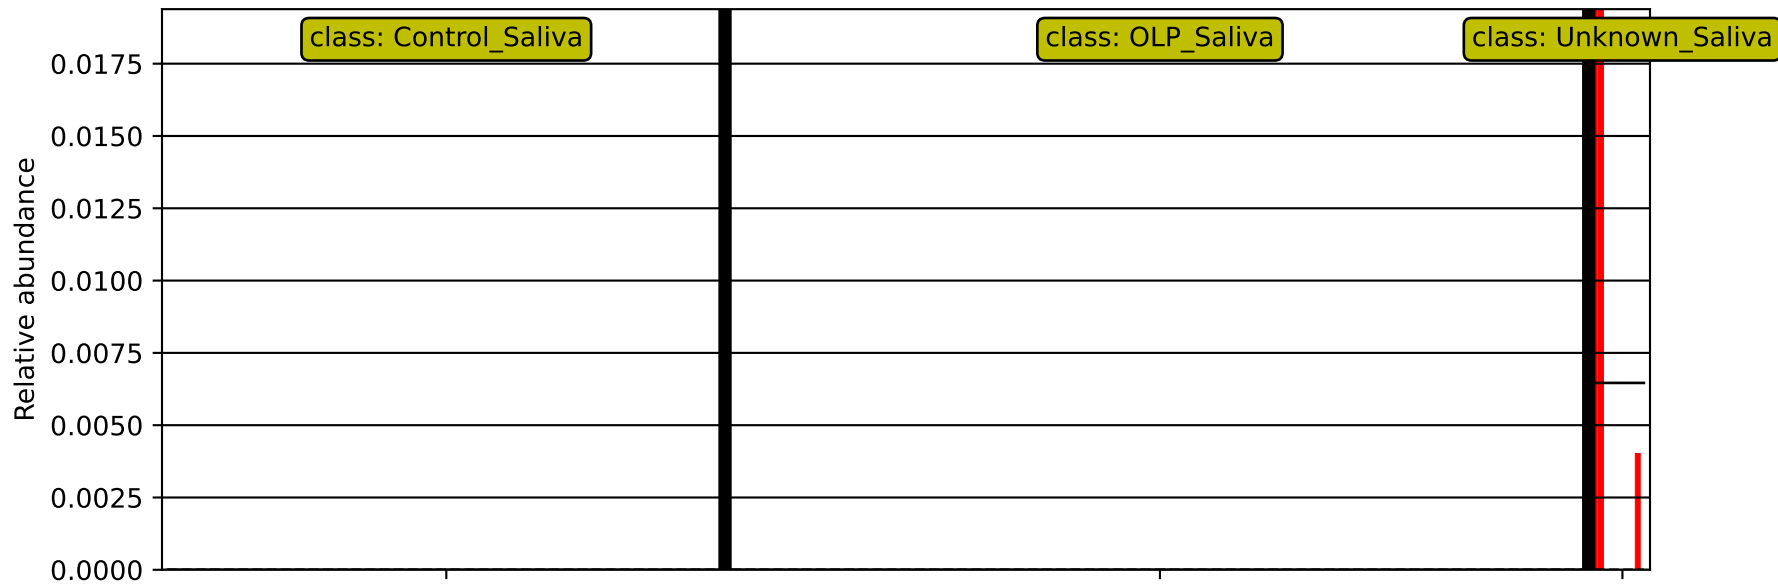 class: Control_Saliva
class: OLP_Saliva
class: Unknown_Saliva
Relative abundance
0.0175
0.0150
0.0125
0.0100
0.0075
0.0050
0.0025
0.0000